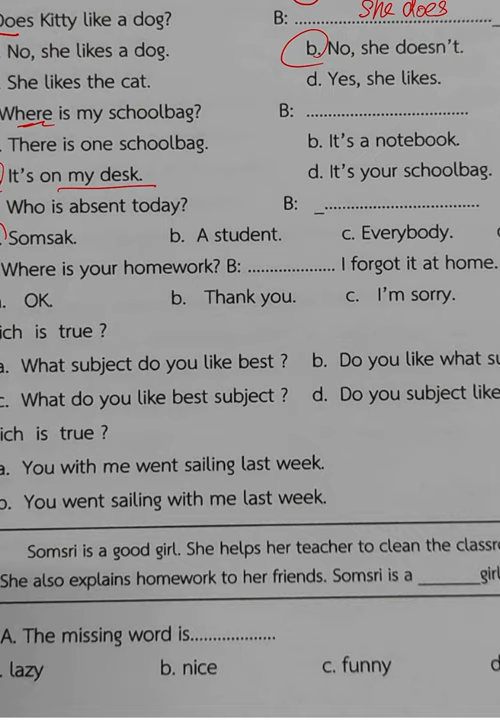 She does
Does Kitty like a dog? B: ........................................
No, she likes a dog. b. No, she doesn't.
She likes the cat. d. Yes, she likes.
Where is my schoolbag? B: ...................................
There is one schoolbag. b. It's a notebook.
It's on my desk. d. It's your schoolbag.
Who is absent today? B: _.................................
Somsak. b. A student. c. Everybody.
Where is your homework? B: .................... I forgot it at home.
. OK. b. Thank you. c. I'm sorry.
ich is true ?
a. What subject do you like best ? b. Do you like what su
c. What do you like best subject ? d. Do you subject like
ich is true ?
a. You with me went sailing last week.
b. You went sailing with me last week.
Somsri is a good girl. She helps her teacher to clean the classr
She also explains homework to her friends. Somsri is a _______girl
A. The missing word is...................
. lazy b. nice c. funny d